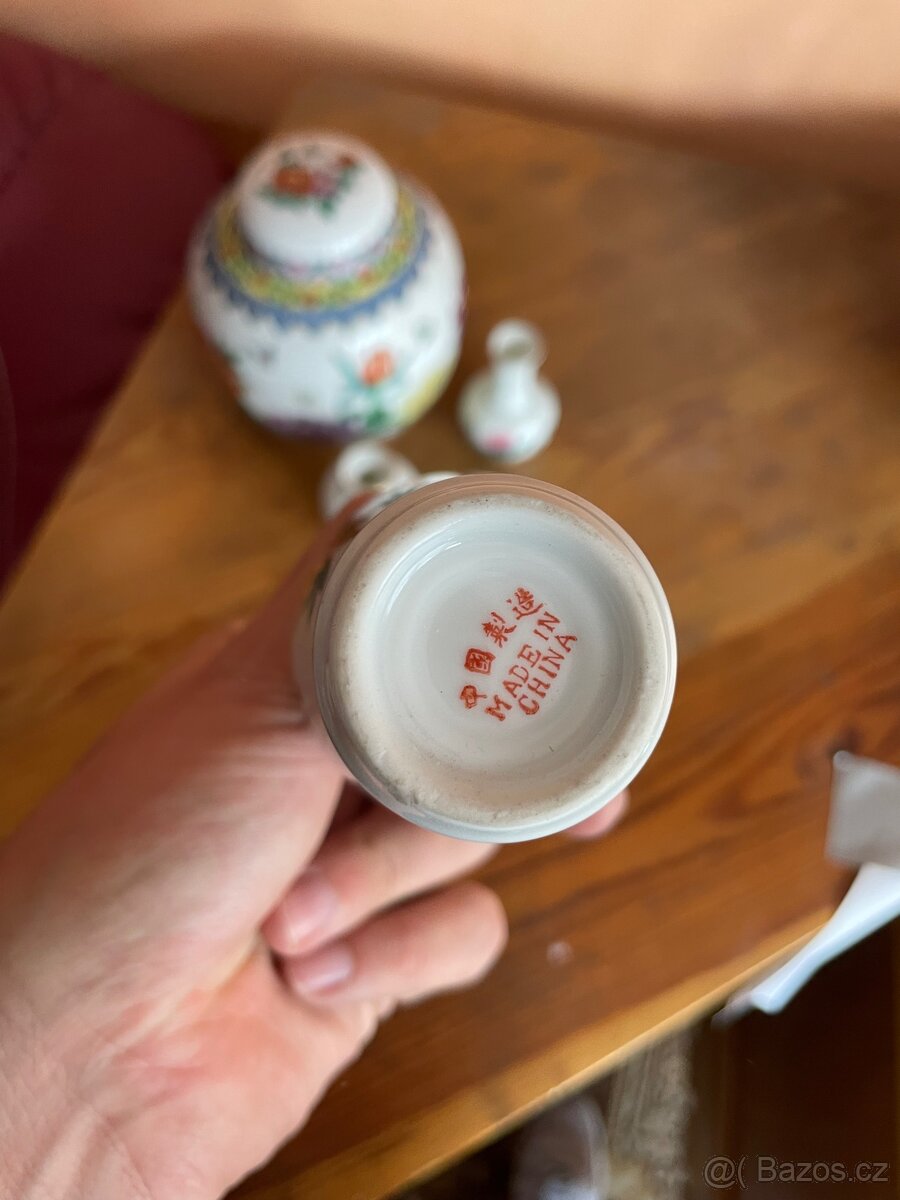 中國製造
MADE IN
CHINA
@( Bazos.cz